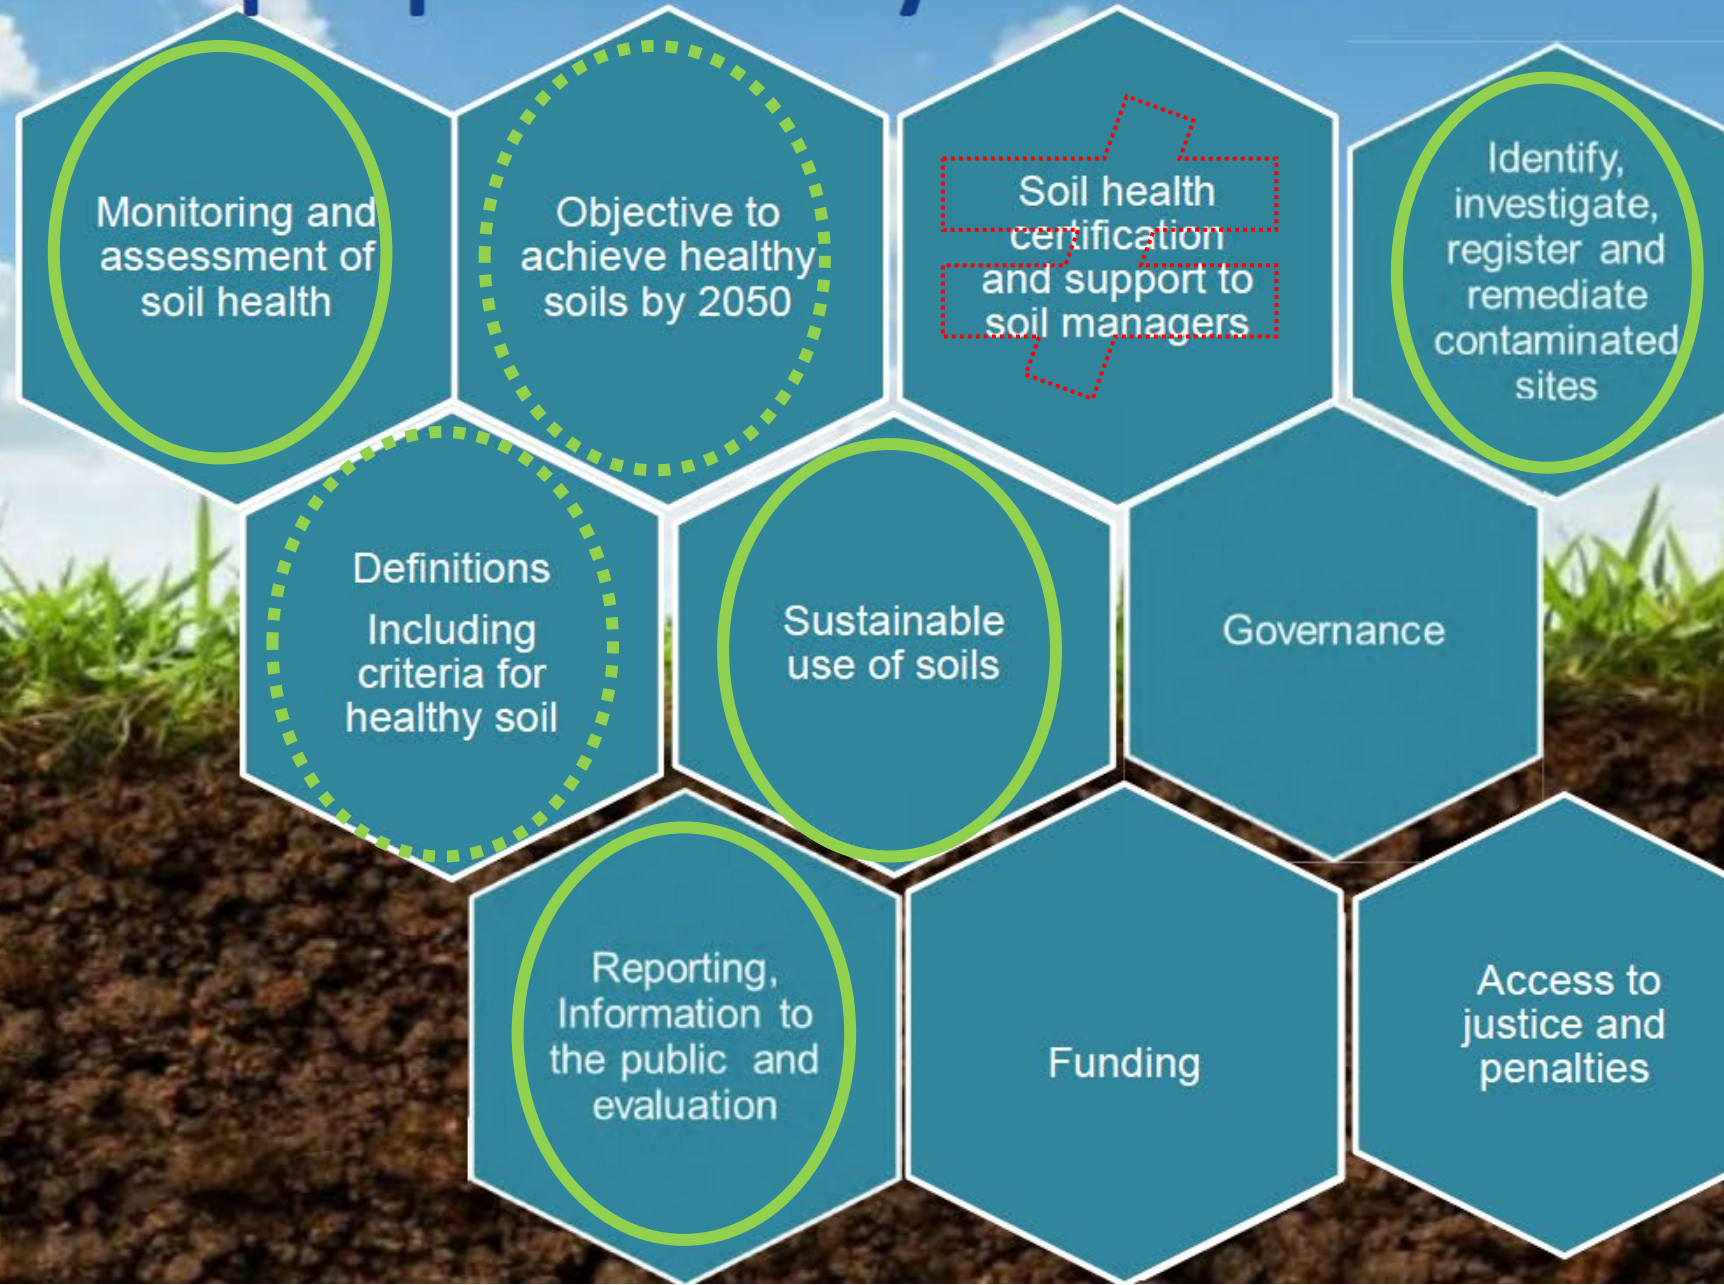 Monitoring and
assessment of
soil health
Objective to
achieve healthy
soils by 2050
Soil health
certification
and support to
soil managers
Identify,
investigate,
register and
remediate
contaminated
sites
Definitions
Including
criteria for
healthy soil
Sustainable
use of soils
Governance
Reporting,
Information to
the public and
evaluation
Funding
Access to
justice and
penalties